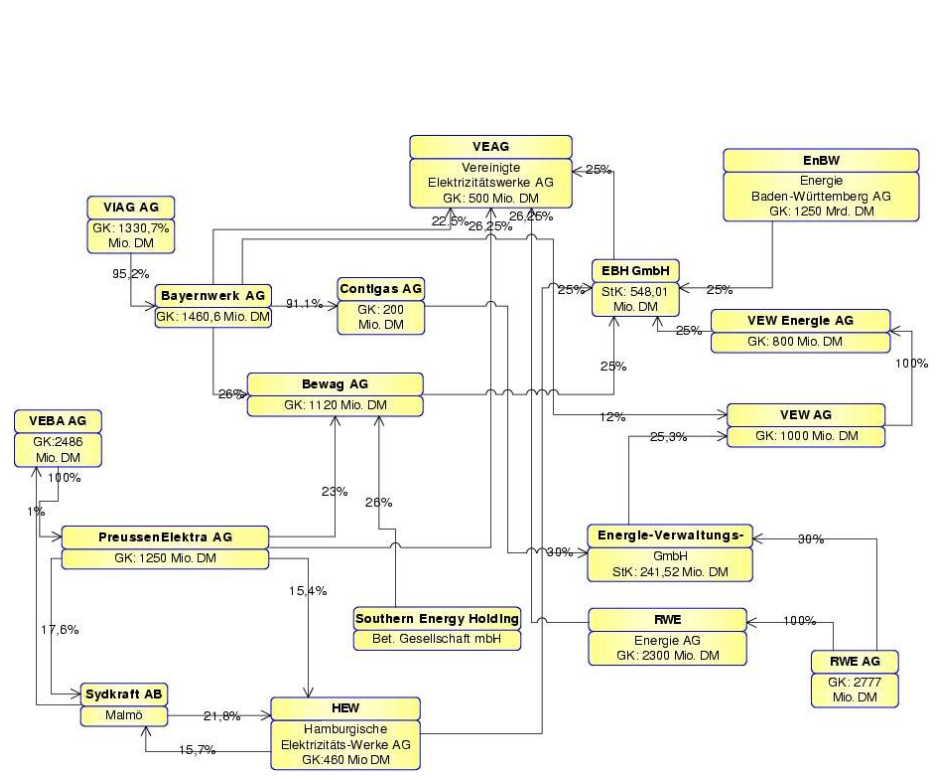 VEAG
Vereinigte
Elektrizitätswerke AG
GK: 500 Mio. DM
EnBW
Energie
Baden-Württemberg AG
GK: 1250 Mrd. DM
25%
VIAG AG
GK: 1330,7%
Mio. DM
22,5%
26,25%
26,25%
95,2%
EBH GmbH
StK: 548,01
Mio. DM
25%
25%
Bayernwerk AG
GK: 1460,6 Mio. DM
91.1%
Contigas AG
GK: 200
Mio. DM
VEW Energie AG
GK: 800 Mio. DM
25%
100%
25%
Bewag AG
GK: 1120 Mio. DM
26%
VEBA AG
GK:2486
Mio. DM
12%
VEW AG
GK: 1000 Mio. DM
25,3%
100%
1%
23%
26%
PreussenElektra AG
GK: 1250 Mio. DM
Energie-Verwaltungs-
GmbH
StK: 241,52 Mio. DM
30%
30%
15,4%
17,6%
Southern Energy Holding
Bet. Gesellschaft mbH
RWE
Energie AG
GK: 2300 Mio. DM
100%
RWE AG
GK: 2777
Mio. DM
Sydkraft AB
Malmö
21,8%
15,7%
HEW
Hamburgische
Elektrizitäts-Werke AG
GK:460 Mio DM